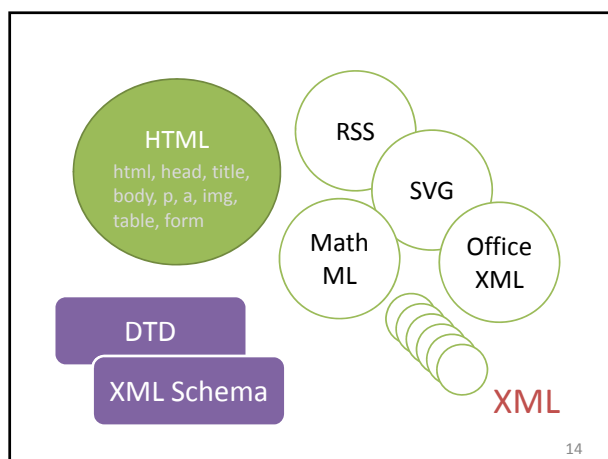 HTML
html, head, title,
body, p, a, img,
table, form
RSS
SVG
Math
ML
Office
XML
DTD
XML Schema
XML
14